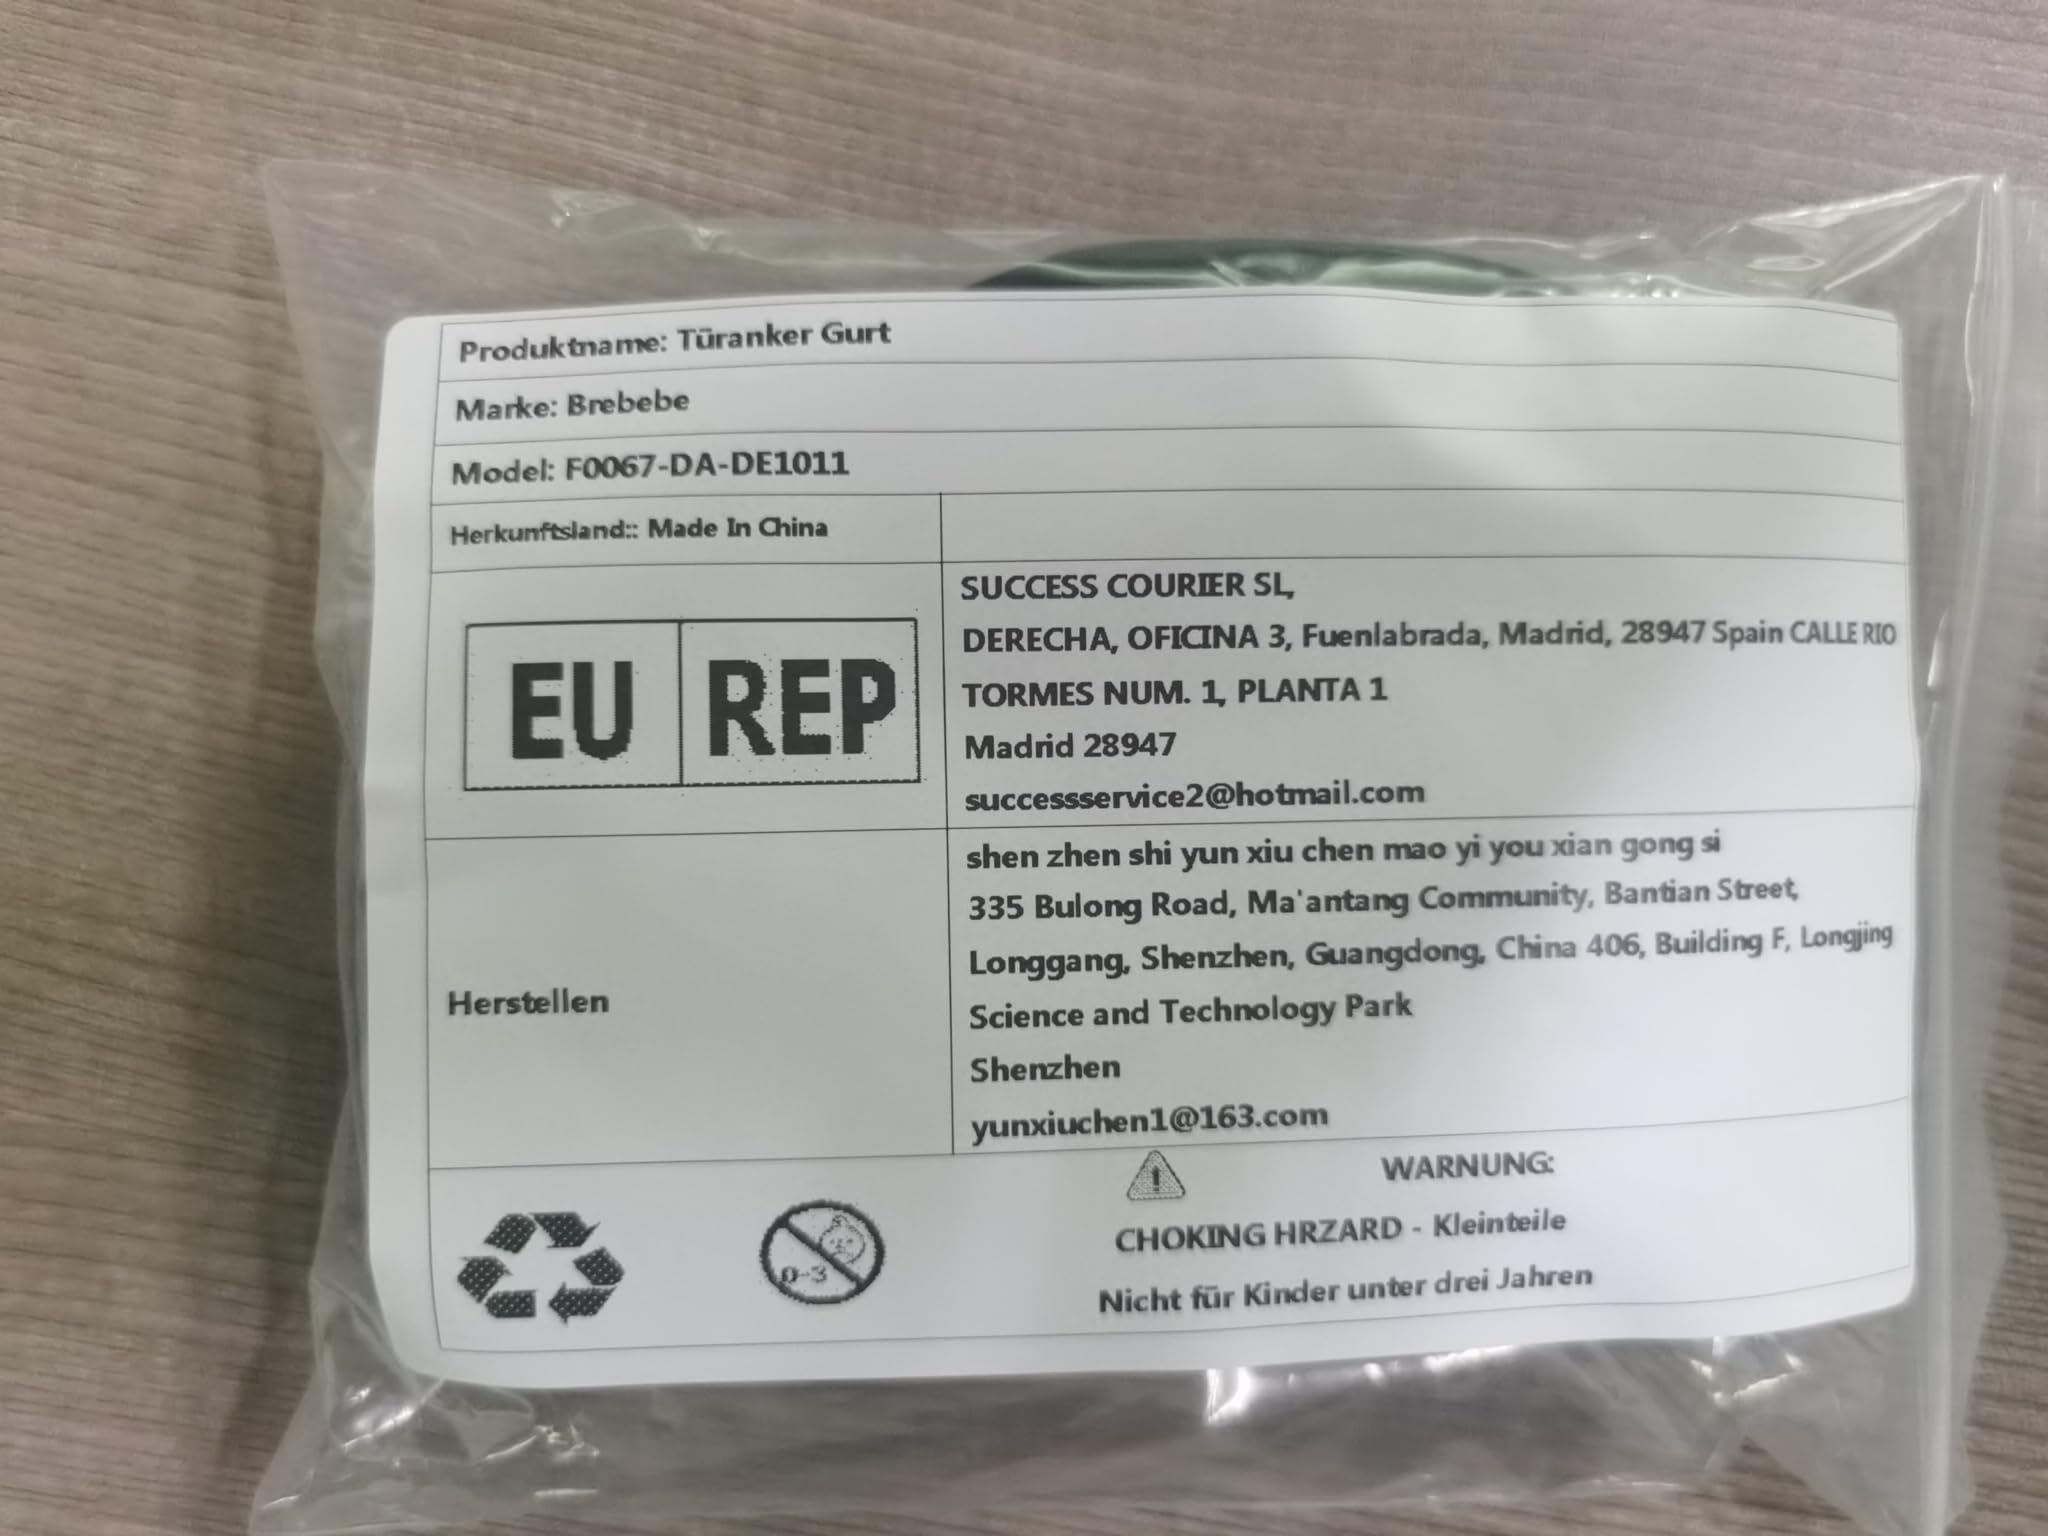 Produktname: Türanker Gurt
Marke: Brebebe
Model: F0067-DA-DE1011
Herkunftsland:: Made In China
EU REP
SUCCESS COURIER SL,
DERECHA, OFICINA 3, Fuenlabrada, Madrid, 28947 Spain CALLE RIO
TORMES NUM. 1, PLANTA 1
Madrid 28947
successservice2@hotmail.com
Herstellen
shen zhen shi yun xiu chen mao yi you xian gong si
335 Bulong Road, Ma'antang Community, Bantian Street,
Longgang, Shenzhen, Guangdong, China 406, Building F, Longjing
Science and Technology Park
Shenzhen
yunxiuchen1@163.com
0-3
WARNUNG:
CHOKING HRZARD - Kleinteile
Nicht für Kinder unter drei Jahren